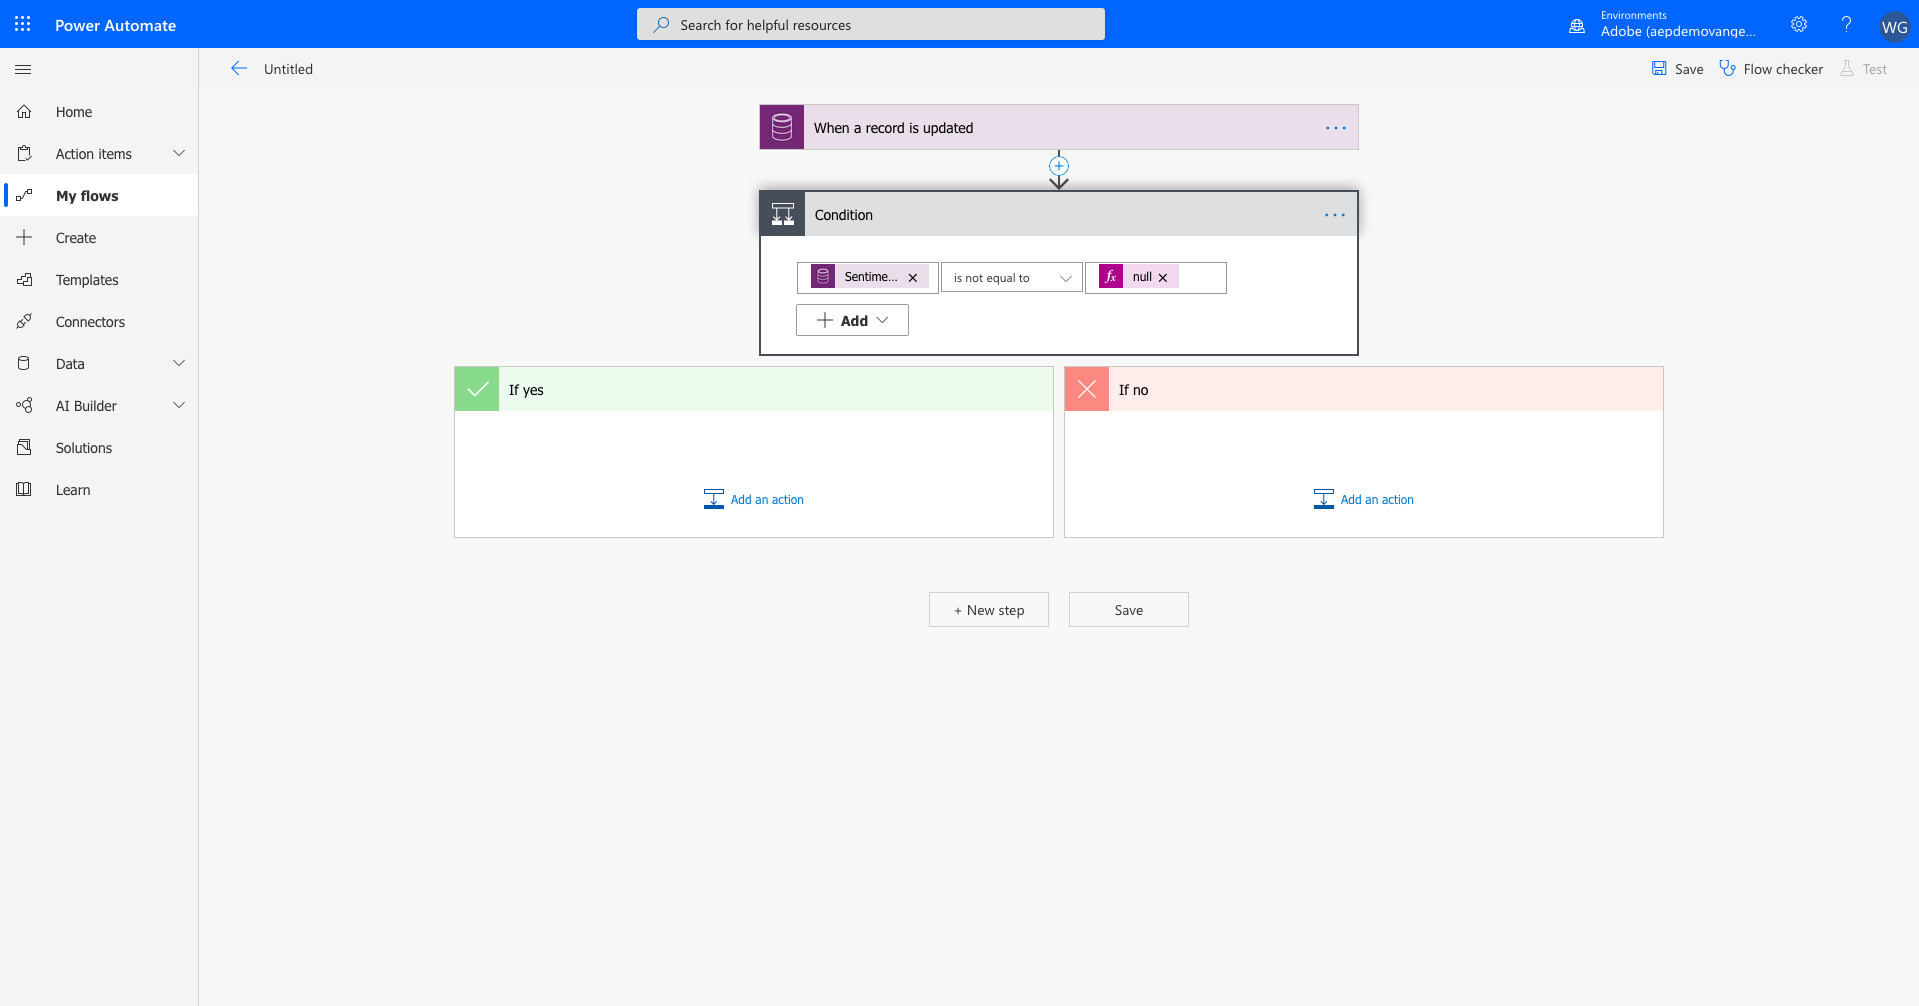 Power Automate
Search for helpful resources
Environments
Adobe (aepdemovange...
?
WG
Untitled
Save
Flow checker
Test
Home
Action items
My flows
Create
Templates
Connectors
Data
AI Builder
Solutions
Learn
When a record is updated
...
Condition
...
Sentime...
is not equal to
fx
null
+ Add
If yes
Add an action
If no
Add an action
+ New step
Save